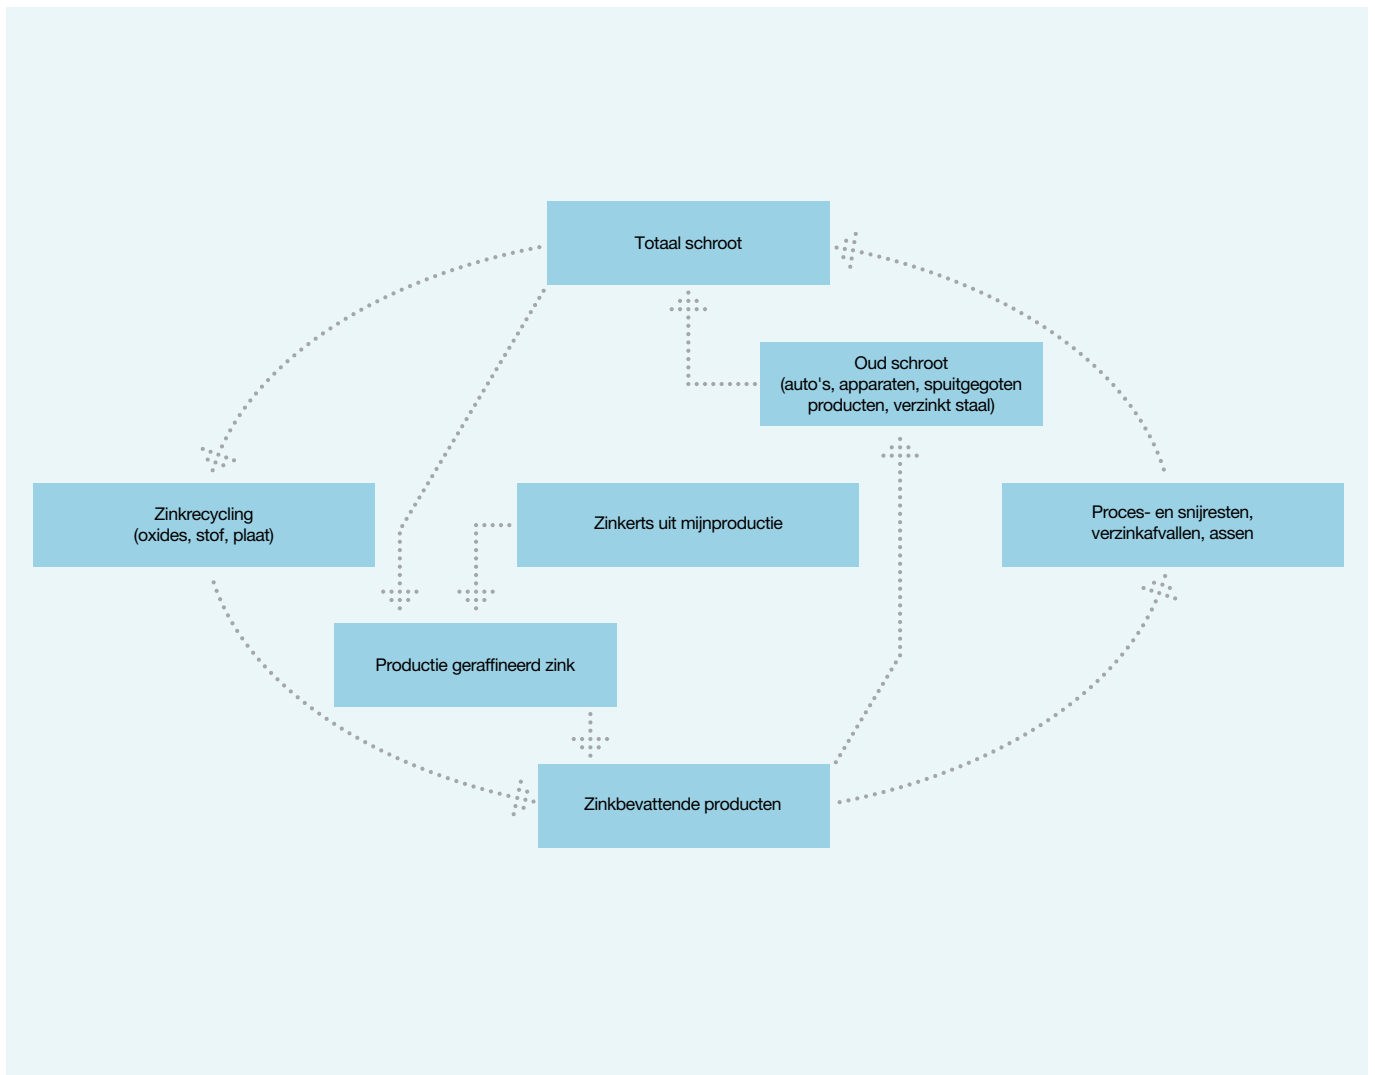 Totaal schroot
Oud schroot
(auto's, apparaten, spuitgegoten
producten, verzinkt staal)
Zinkrecycling
(oxides, stof, plaat)
Zinkerts uit mijnproductie
Proces- en snijresten,
verzinkafvallen, assen
Productie geraffineerd zink
Zinkbevattende producten